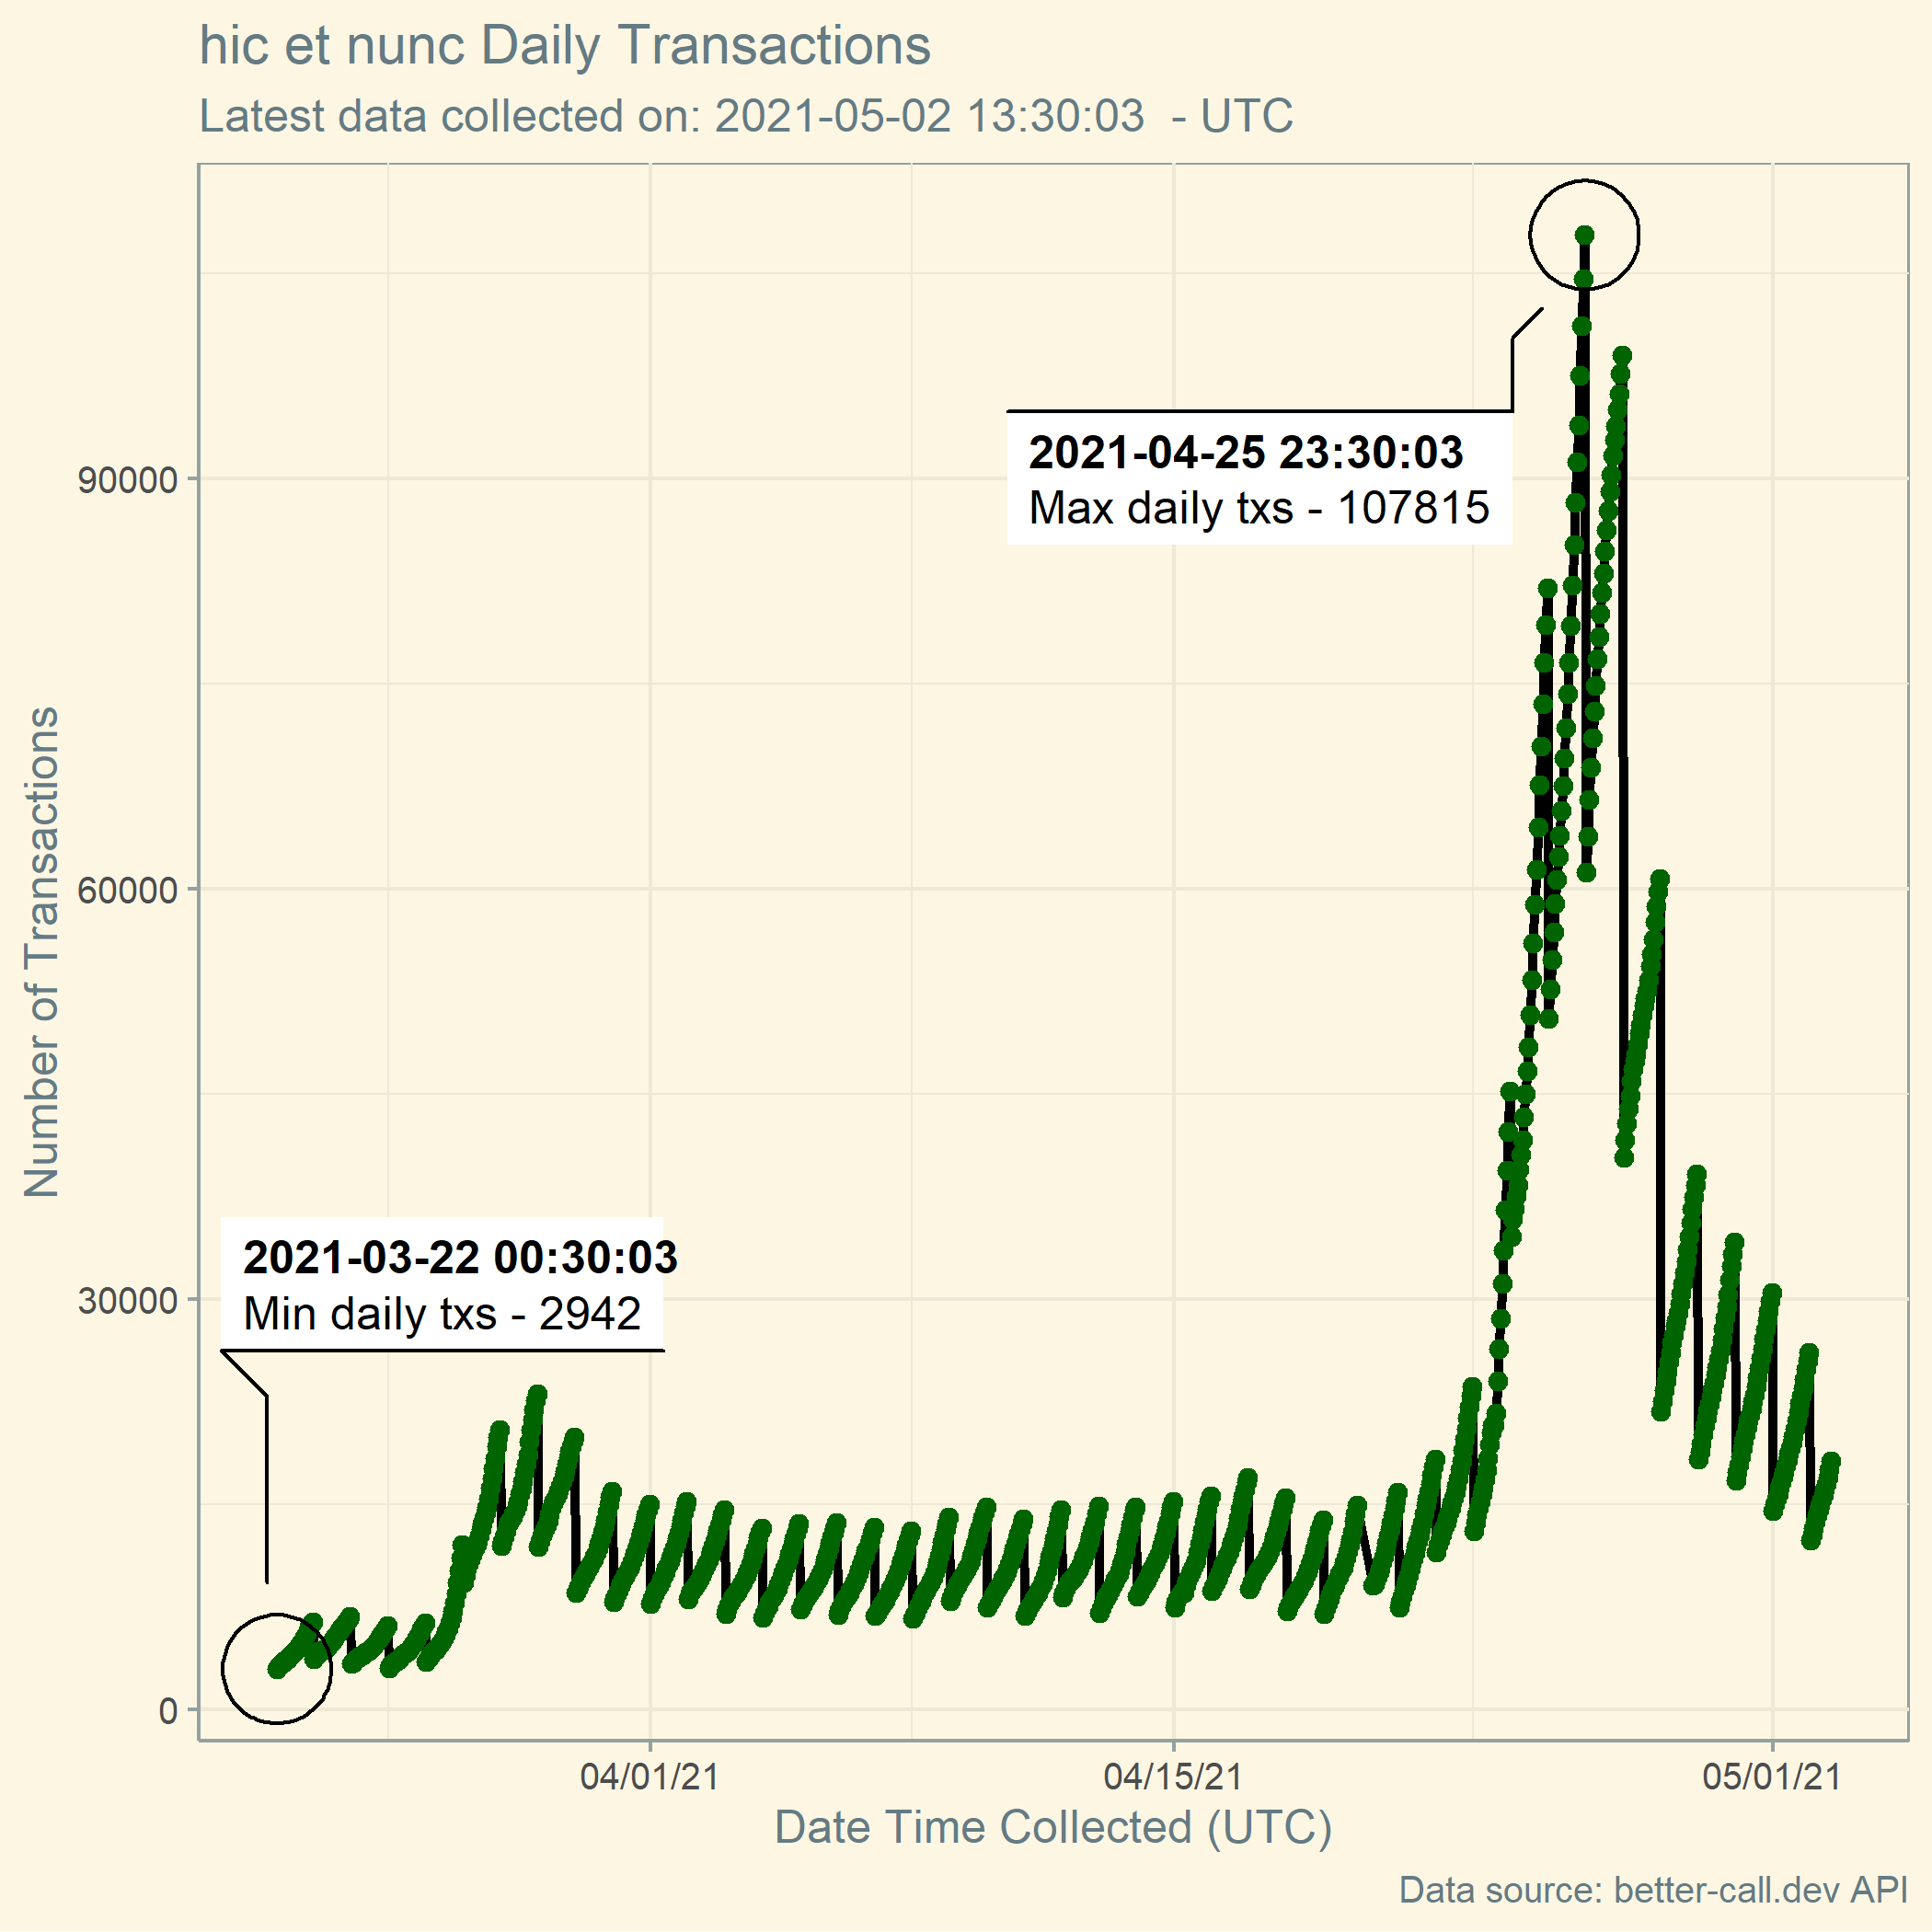 hic et nunc Daily Transactions
Latest data collected on: 2021-05-02 13:30:03  - UTC
Number of Transactions
90000
60000
30000
0
2021-04-25 23:30:03
Max daily txs - 107815
2021-03-22 00:30:03
Min daily txs - 2942
04/01/21
04/15/21
05/01/21
Date Time Collected (UTC)
Data source: better-call.dev API